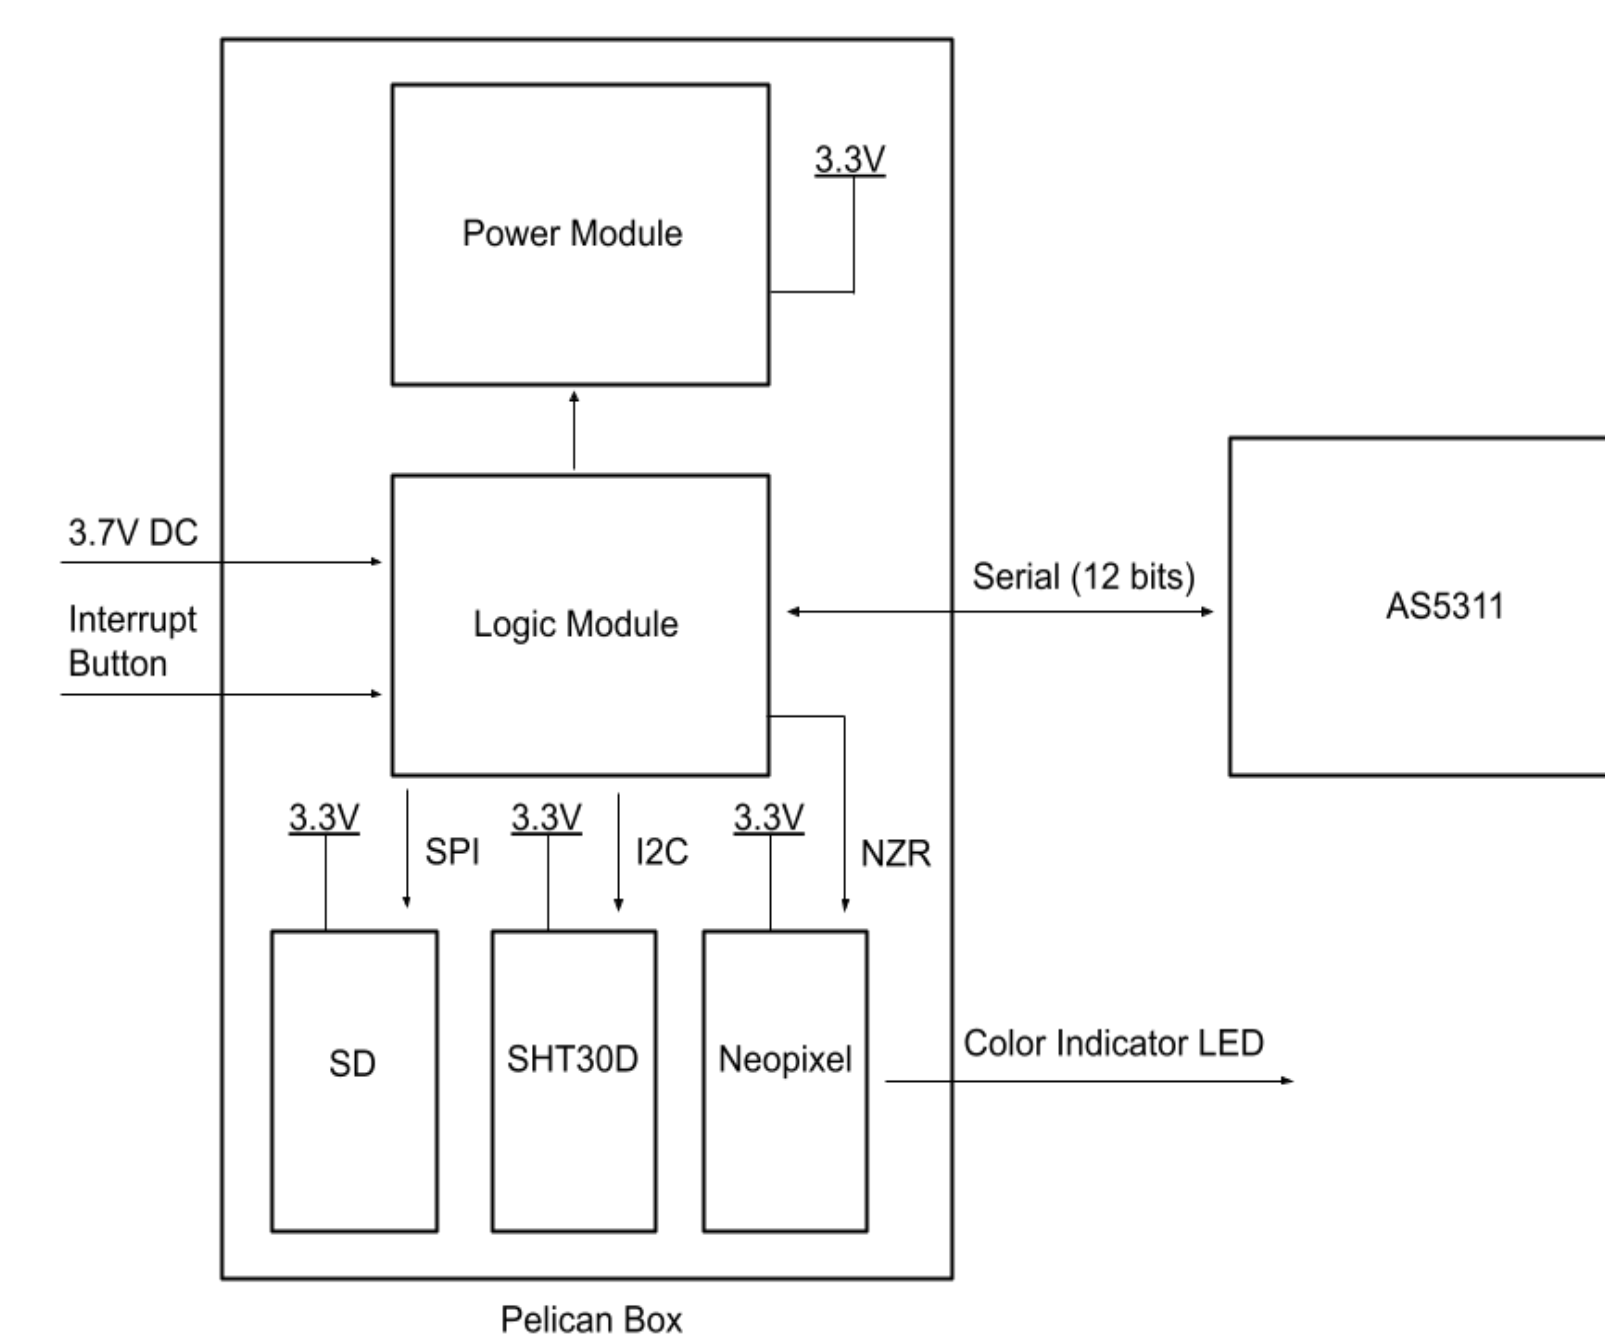 3.3V
Power Module
3.7V DC
Interrupt
Button
Logic Module
Serial (12 bits)
AS5311
3.3V
SPI
3.3V
I2C
3.3V
NZR
SD
SHT30D
Neopixel
Color Indicator LED
Pelican Box